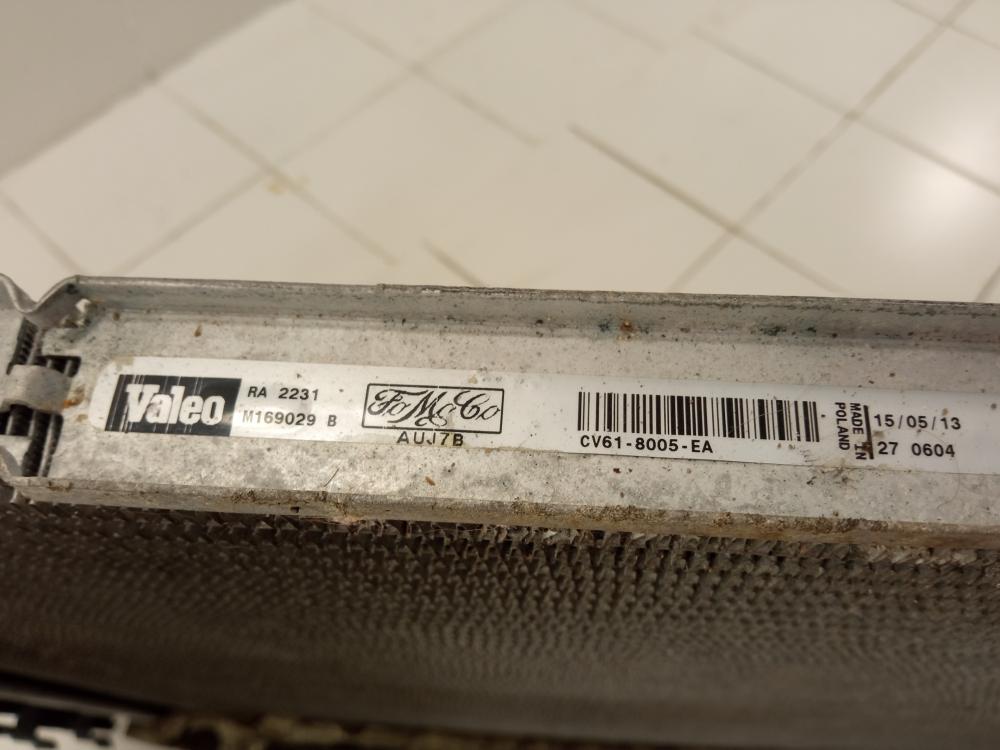 Valeo
RA 2231
M169029 B
FoMoCo
AUJ7B
CV61-8005-EA
MADE IN
POLAND
15/05/13
27 0604